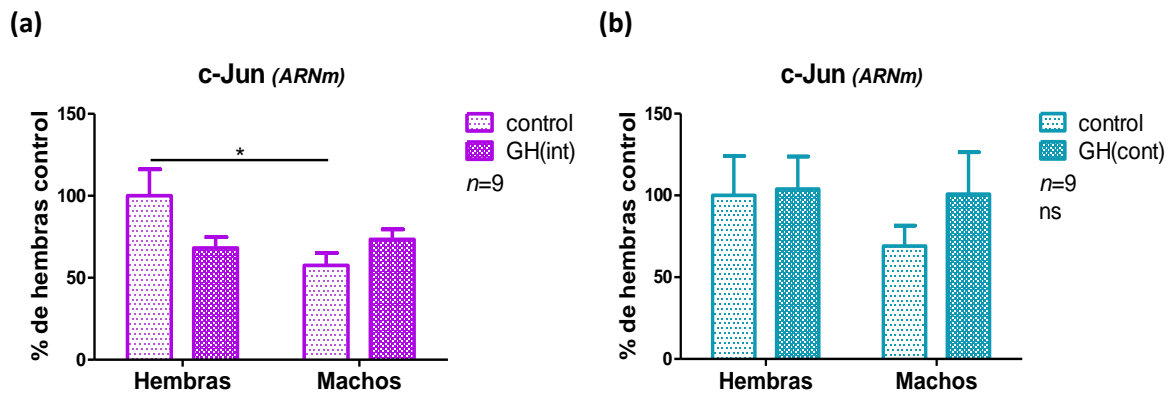 (a)
c-Jun (ARNm)
% de hembras control
150
100
50
0
*
Hembras Machos
control
GH(int)
n=9
(b)
c-Jun (ARNm)
% de hembras control
150
100
50
0
Hembras Machos
control
GH(cont)
n=9
ns